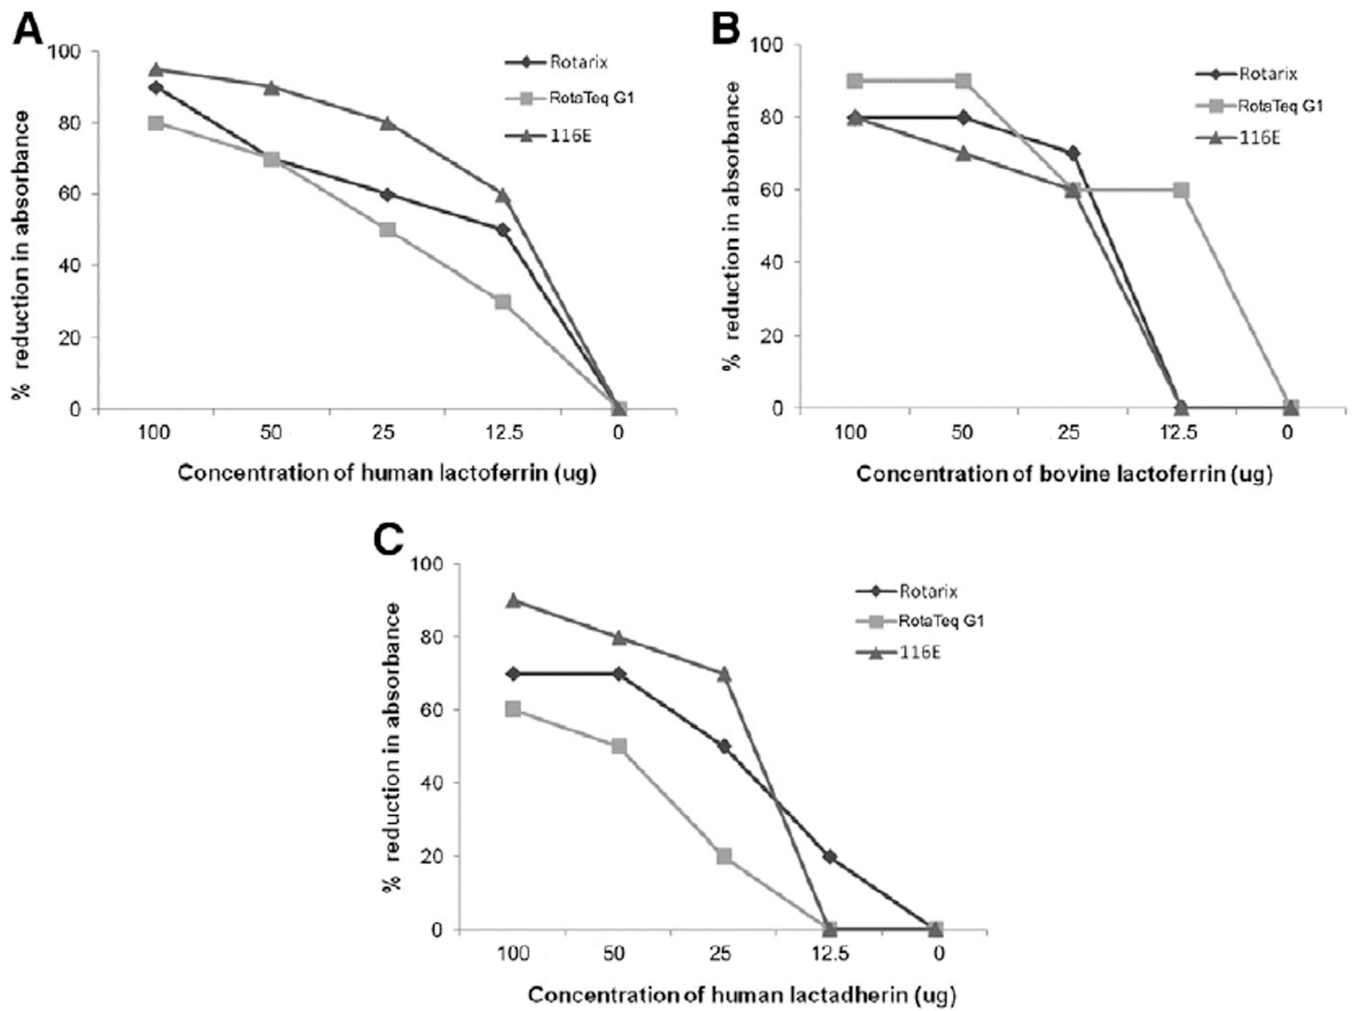 A
100
80
60
40
20
0
% reduction in absorbance
Rotarix
RotaTeq G1
116E
100 50 25 12.5 0
Concentration of human lactoferrin (ug)
B
100
80
60
40
20
0
% reduction in absorbance
Rotarix
RotaTeq G1
116E
100 50 25 12.5 0
Concentration of bovine lactoferrin (ug)
C
100
80
60
40
20
0
% reduction in absorbance
Rotarix
RotaTeq G1
116E
100 50 25 12.5 0
Concentration of human lactadherin (ug)